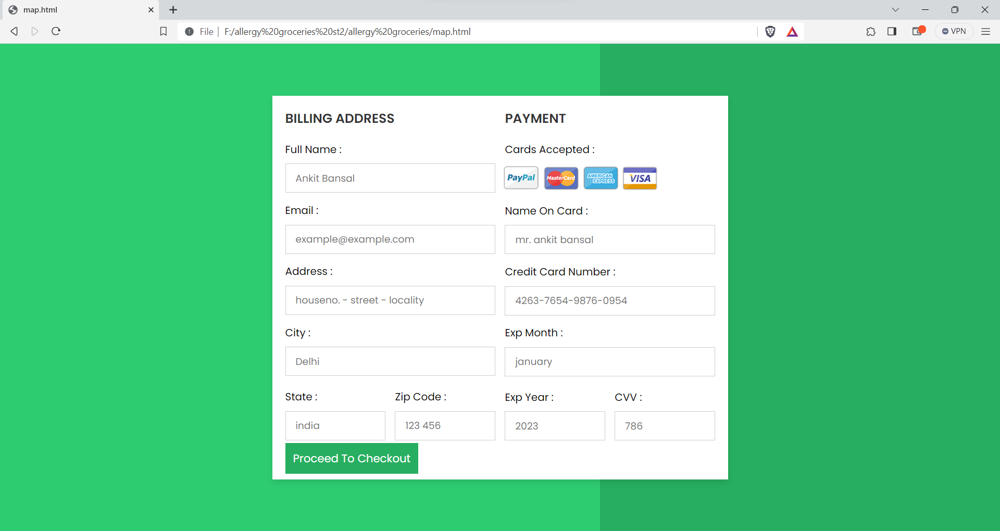 map.html
File F:/allergy%20groceries%20st2/allergy%20groceries/map.html
VPN
BILLING ADDRESS
Full Name :
Ankit Bansal
Email :
example@example.com
Address :
houseno. - street - locality
City :
Delhi
State :
Zip Code :
india
123 456
Proceed To Checkout
PAYMENT
Cards Accepted :
PayPal MasterCard AMERICAN EXPRESS VISA
Name On Card :
mr. ankit bansal
Credit Card Number :
4263-7654-9876-0954
Exp Month :
january
Exp Year :
CVV :
2023
786